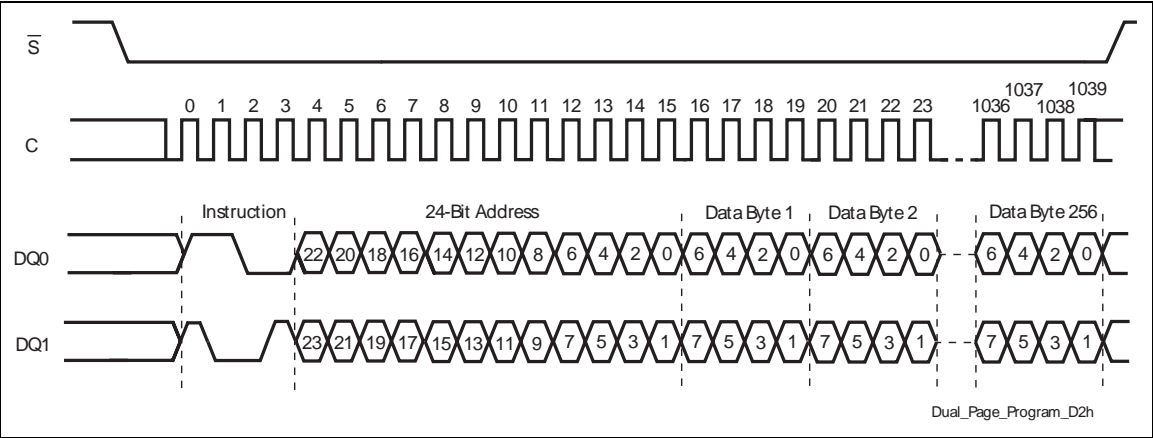 S
0 1 2 3 4 5 6 7 8 9 10 11 12 13 14 15 16 17 18 19 20 21 22 23 1036 1037 1038 1039
C
Instruction 24-Bit Address Data Byte 1 Data Byte 2 Data Byte 256
DQ0 22 20 18 16 14 12 10 8 6 4 2 0 6 4 2 0 6 4 2 0 6 4 2 0
DQ1 23 21 19 17 15 13 11 9 7 5 3 1 7 5 3 1 7 5 3 1 7 5 3 1
Dual_Page_Program_D2h